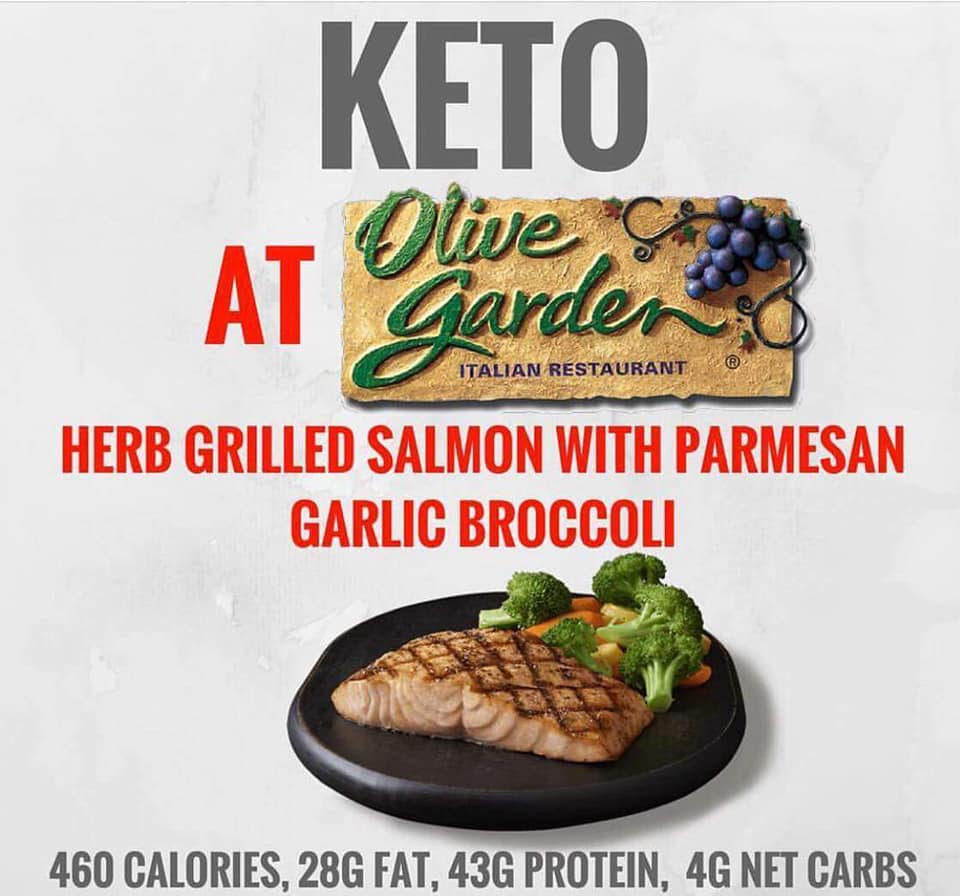 KETO
AT
Olive
Garden
ITALIAN RESTAURANT ®
HERB GRILLED SALMON WITH PARMESAN
GARLIC BROCCOLI
460 CALORIES, 28G FAT, 43G PROTEIN, 4G NET CARBS